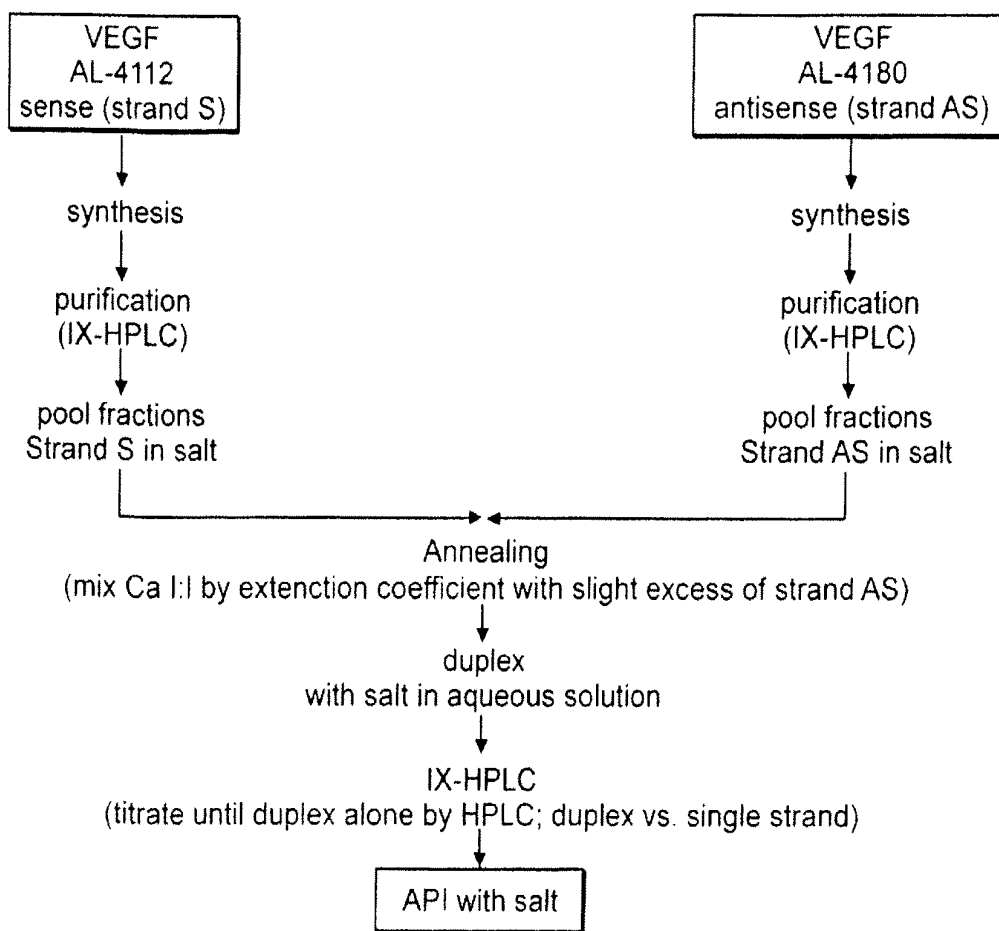 VEGF
AL-4112
sense (strand S)
VEGF
AL-4180
antisense (strand AS)
synthesis
synthesis
purification
(IX-HPLC)
purification
(IX-HPLC)
pool fractions
Strand S in salt
pool fractions
Strand AS in salt
Annealing
(mix Ca I:I by extenction coefficient with slight excess of strand AS)
duplex
with salt in aqueous solution
IX-HPLC
(titrate until duplex alone by HPLC; duplex vs. single strand)
API with salt